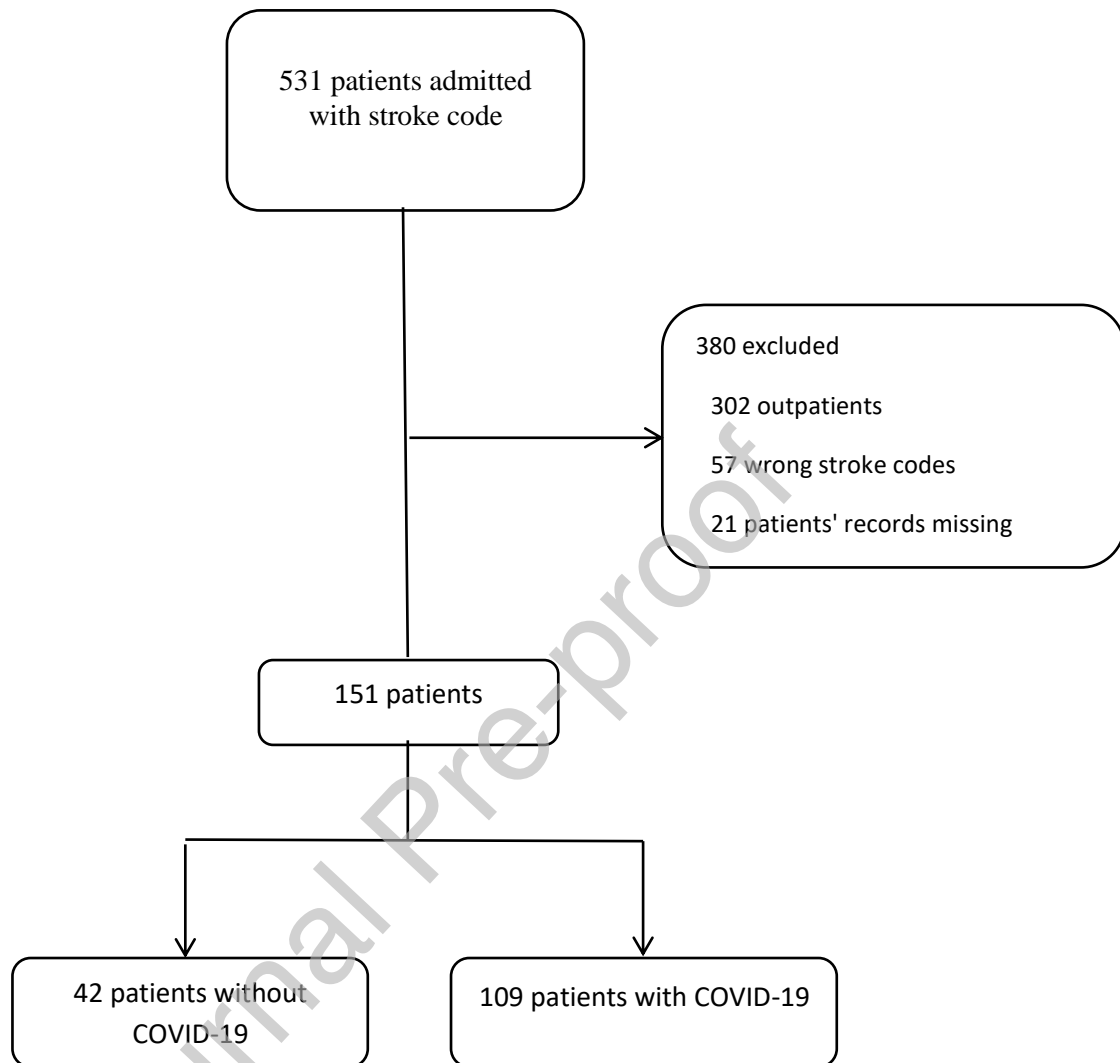 531 patients admitted
with stroke code
380 excluded
302 outpatients
57 wrong stroke codes
21 patients' records missing
151 patients
42 patients without
COVID-19
109 patients with COVID-19
rnal Pre-proof